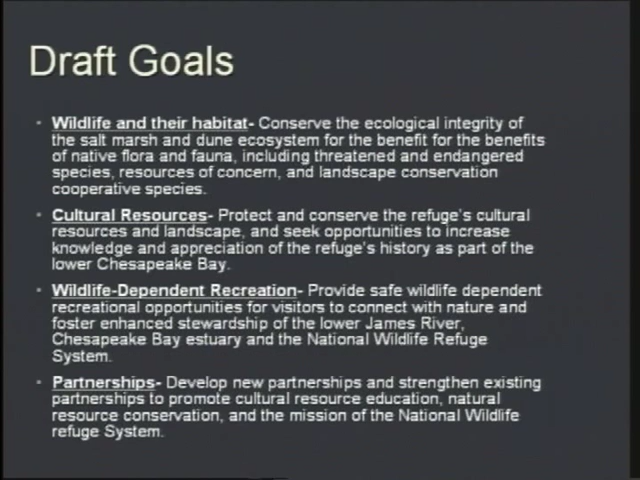 Draft Goals
• Wildlife and their habitat- Conserve the ecological integrity of
the salt marsh and dune ecosystem for the benefit for the benefits
of native flora and fauna, including threatened and endangered
species, resources of concern, and landscape conservation
cooperative species.
• Cultural Resources- Protect and conserve the refuge's cultural
resources and landscape, and seek opportunities to increase
knowledge and appreciation of the refuge's history as part of the
lower Chesapeake Bay.
• Wildlife-Dependent Recreation- Provide safe wildlife dependent
recreational opportunities for visitors to connect with nature and
foster enhanced stewardship of the lower James River,
Chesapeake Bay estuary and the National Wildlife Refuge
System.
• Partnerships- Develop new partnerships and strengthen existing
partnerships to promote cultural resource education, natural
resource conservation, and the mission of the National Wildlife
refuge System.